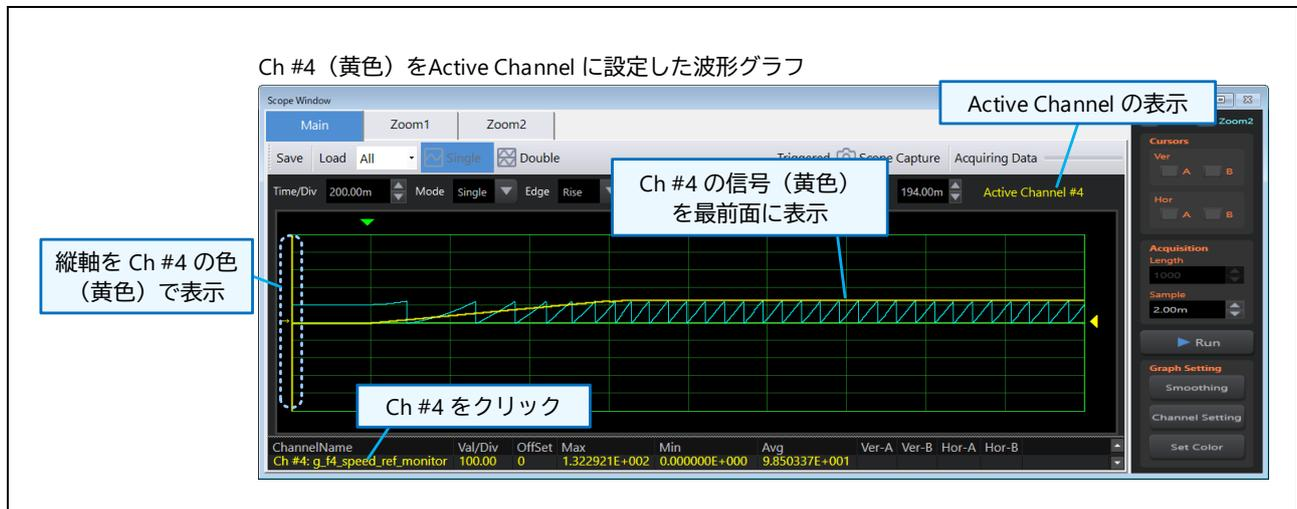 Ch #4（黄色）をActive Channel に設定した波形グラフ
Scope Window
Active Channel の表示
Main Zoom1 Zoom2
Zoom2
Save Load All Single Double Triggered Scope Capture Acquiring Data
Time/Div 200.00m Mode Single Edge Rise 194.00m Active Channel #4
Ch #4 の信号（黄色）
を最前面に表示
縦軸を Ch #4 の色
（黄色）で表示
Ch #4 をクリック
ChannelName Val/Div OffSet Max Min Avg Ver-A Ver-B Hor-A Hor-B
Ch #4: g_f4_speed_ref_monitor 100.00 0 1.322921E+002 0.000000E+000 9.850337E+001
Cursors
Ver
A B
Hor
A B
Acquisition
Length
1000
Sample
2.00m
Run
Graph Setting
Smoothing
Channel Setting
Set Color